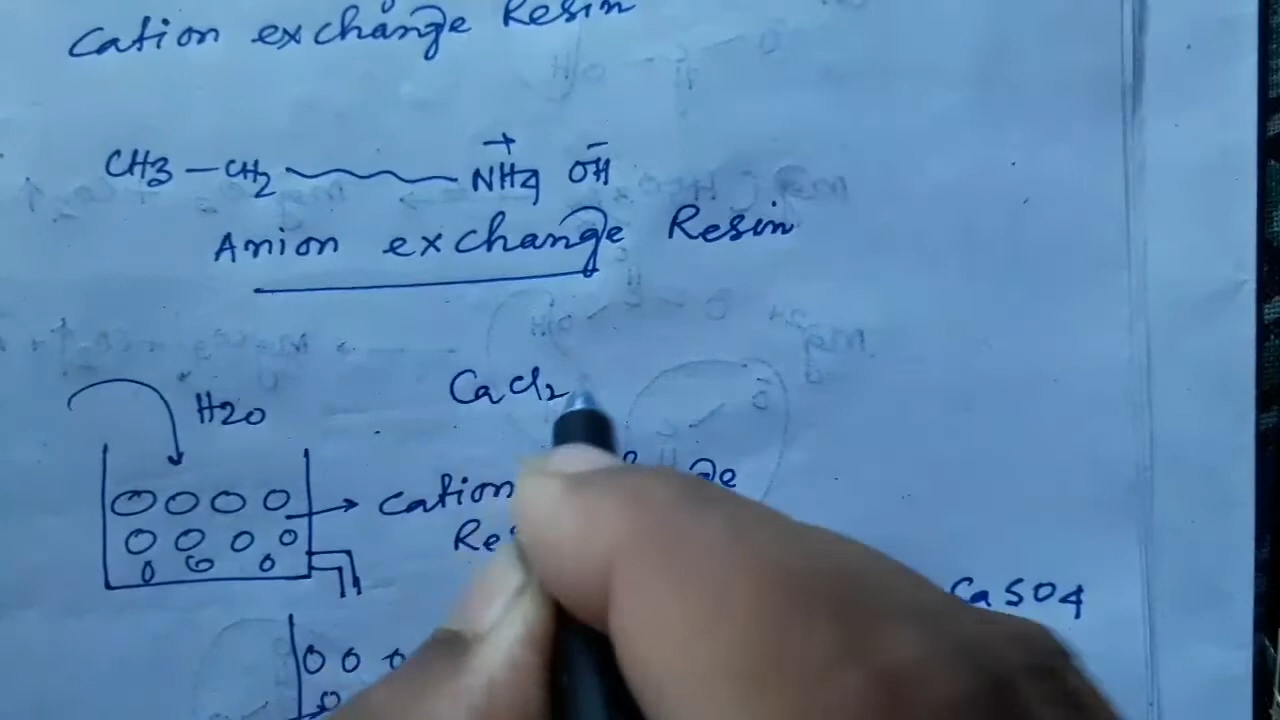 Cation exchange Resin
CH3 - CH2 NH4+ OH-
Anion exchange Resin
CaCl2
H2O
cation
CaSO4